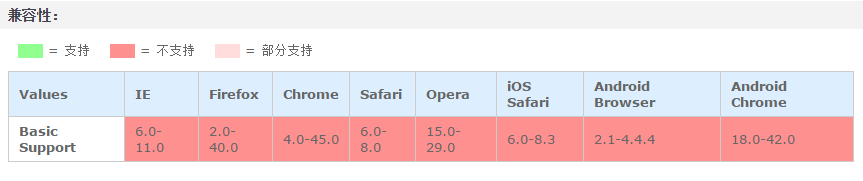 兼容性：
= 支持 = 不支持 = 部分支持
Values IE Firefox Chrome Safari Opera iOS Safari Android Browser Android Chrome
Basic Support 6.0-11.0 2.0-40.0 4.0-45.0 6.0-8.0 15.0-29.0 6.0-8.3 2.1-4.4.4 18.0-42.0